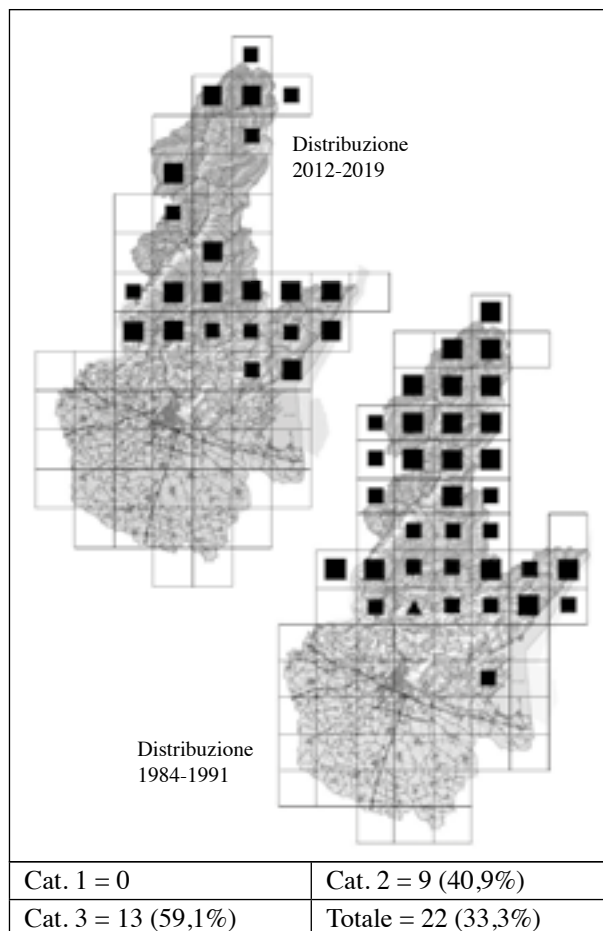 Distribuzione
2012-2019
Distribuzione
1984-1991
Cat. 1 = 0
Cat. 2 = 9 (40,9%)
Cat. 3 = 13 (59,1%)
Totale = 22 (33,3%)